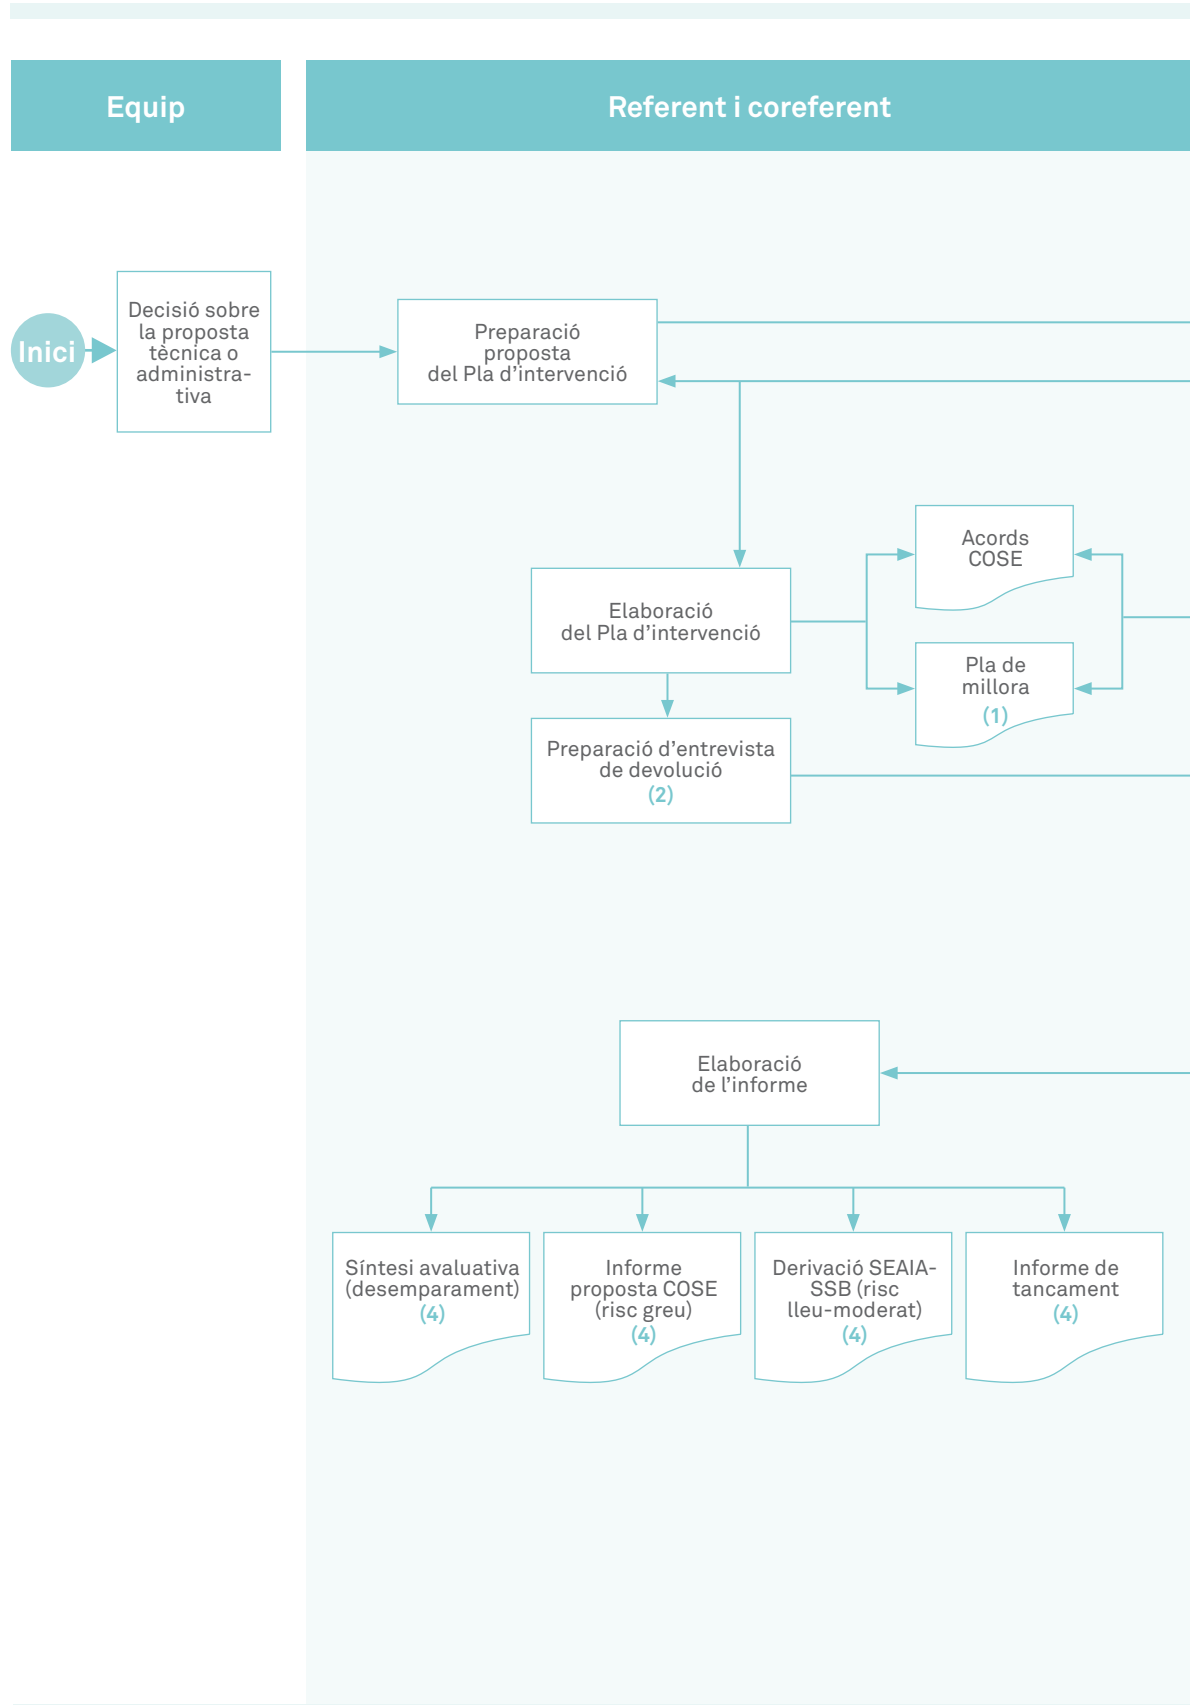 Equip
Referent i coreferent
Inici
Decisió sobre
la proposta
tècnica o
administra-
tiva
Preparació
proposta
del Pla d'intervenció
Acords
COSE
Elaboració
del Pla d'intervenció
Pla de
millora
(1)
Preparació d'entrevista
de devolució
(2)
Elaboració
de l'informe
Síntesi avaluativa
(desemparament)
(4)
Informe
proposta COSE
(risc greu)
(4)
Derivació SEAIA-
SSB (risc
lleu-moderat)
(4)
Informe de
tancament
(4)